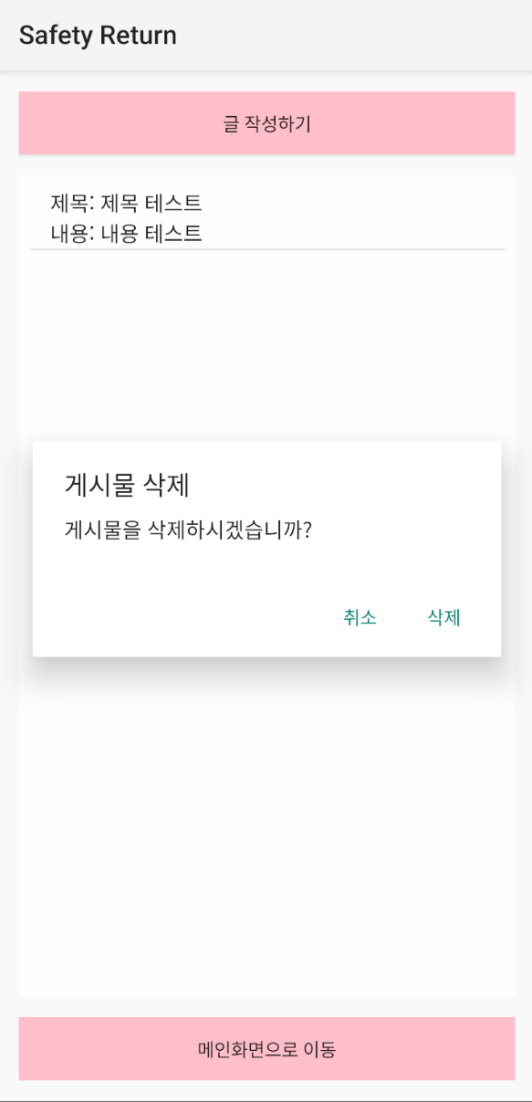 Safety Return
글 작성하기
제목: 제목 테스트
내용: 내용 테스트
게시물 삭제
게시물을 삭제하시겠습니까?
취소 삭제
메인화면으로 이동